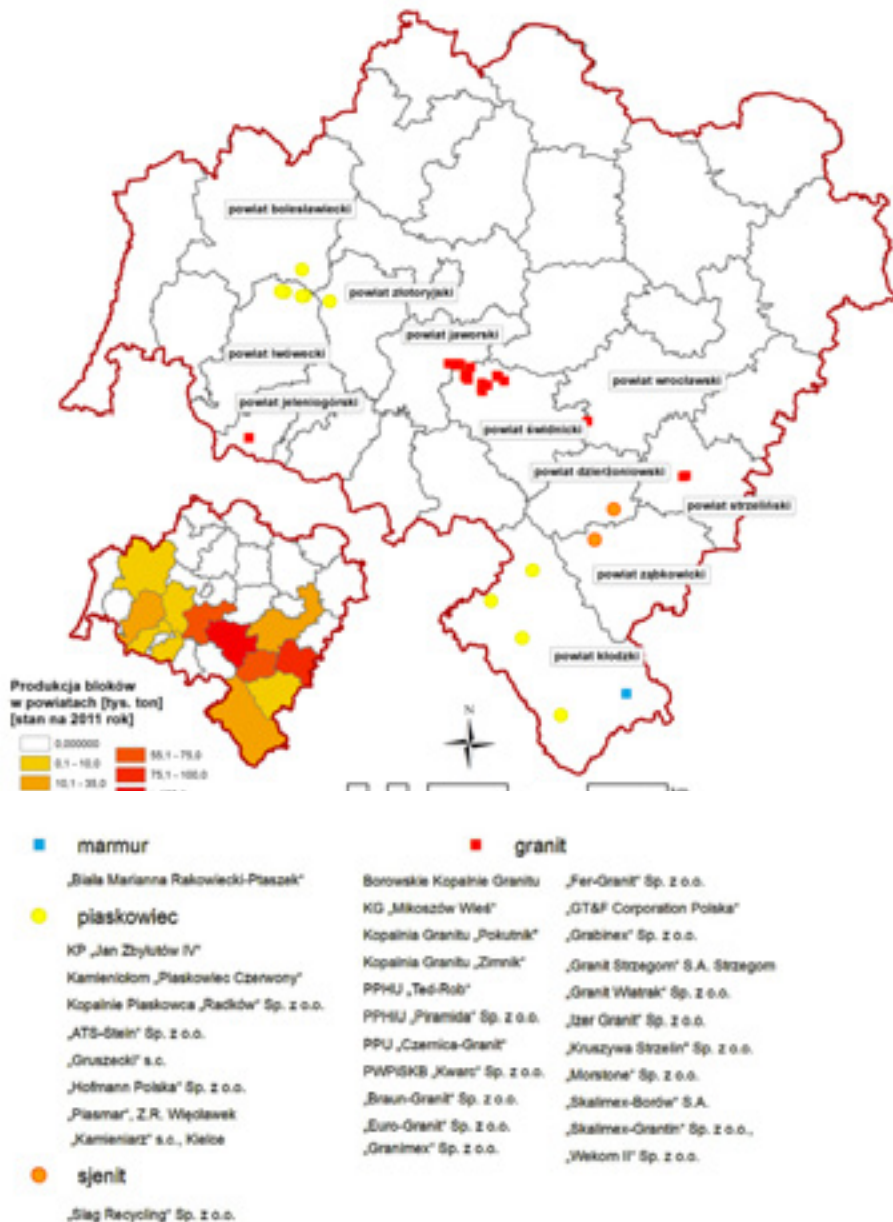 powiat bolesławiecki
powiat złotoryjski
powiat jaworski
powiat lwówecki
powiat wrocławski
powiat jeleniogórski
powiat świdnicki
powiat dzierżoniowski
powiat strzeliński
powiat ząbkowicki
powiat kłodzki
Produkcja bloków
w powiatach [tys. ton]
[stan na 2011 rok]
N
0,000000
55,1 - 75,0
0,1 - 10,0
75,1 - 100,0
10,1 - 35,0
marmur
„Biała Marianna Rakowiecki-Ptaszek”
piaskowiec
KP „Jan Zbylutów IV”
Kamieniołom „Piaskowiec Czerwony”
Kopalnie Piaskowca „Radków” Sp. z o.o.
„ATS-Stein” Sp. z o.o.
„Gruszecki” s.c.
„Hofmann Polska” Sp. z o.o.
„Piasmar”, Z.R. Więcławek
„Kamieniarz” s.c., Kielce
sjenit
„Slag Recycling” Sp. z o.o.
granit
Borowskie Kopalnie Granitu
KG „Mikoszów Wieś”
Kopalnia Granitu „Pokutnik”
Kopalnia Granitu „Zimnik”
PPHU „Ted-Rob”
PPHiU „Piramida” Sp. z o.o.
PPU „Czernica-Granit”
PWPiSKB „Kwarc” Sp. z o.o.
„Braun-Granit” Sp. z o.o.
„Euro-Granit” Sp. z o.o.
„Granimex” Sp. z o.o.
„Fer-Granit” Sp. z o.o.
„GT&F Corporation Polska”
„Grabinex” Sp. z o.o.
„Granit Strzegom” S.A. Strzegom
„Granit Wiatrak” Sp. z o.o.
„Izer Granit” Sp. z o.o.
„Kruszywa Strzelin” Sp. z o.o.
„Morstone” Sp. z o.o.
„Skalimex-Borów” S.A.
„Skalimex-Grantin” Sp. z o.o.,
„Wekom II” Sp. z o.o.